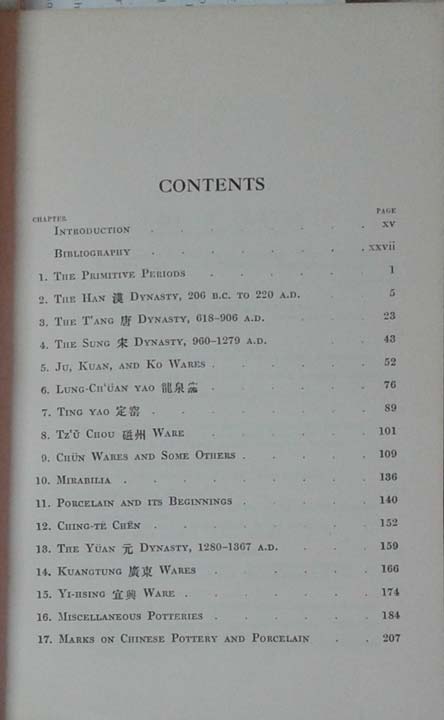 CONTENTS
CHAPTER PAGE
INTRODUCTION . . . . . . . xv
BIBLIOGRAPHY . . . . . . . xxvii
1. THE PRIMITIVE PERIODS . . . . . 1
2. THE HAN 漢 DYNASTY, 206 B.C. TO 220 A.D. . . 5
3. THE T'ANG 唐 DYNASTY, 618–906 A.D. . . . 23
4. THE SUNG 宋 DYNASTY, 960–1279 A.D. . . . 43
5. JU, KUAN, AND KO WARES . . . . . 52
6. LUNG-CH'ÜAN YAO 龍泉窯 . . . . . 76
7. TING YAO 定窑 . . . . . . . 89
8. TZ'Ŭ CHOU 磁州 WARE . . . . . 101
9. CHÜN WARES AND SOME OTHERS . . . . 109
10. MIRABILIA . . . . . . . 136
11. PORCELAIN AND ITS BEGINNINGS . . . . 140
12. CHING-TÊ CHÊN . . . . . . 152
13. THE YÜAN 元 DYNASTY, 1280–1367 A.D. . . . 159
14. KUANGTUNG 廣東 WARES . . . . . 166
15. YI-HSING 宜興 WARE . . . . . . 174
16. MISCELLANEOUS POTTERIES . . . . . 184
17. MARKS ON CHINESE POTTERY AND PORCELAIN . . 207